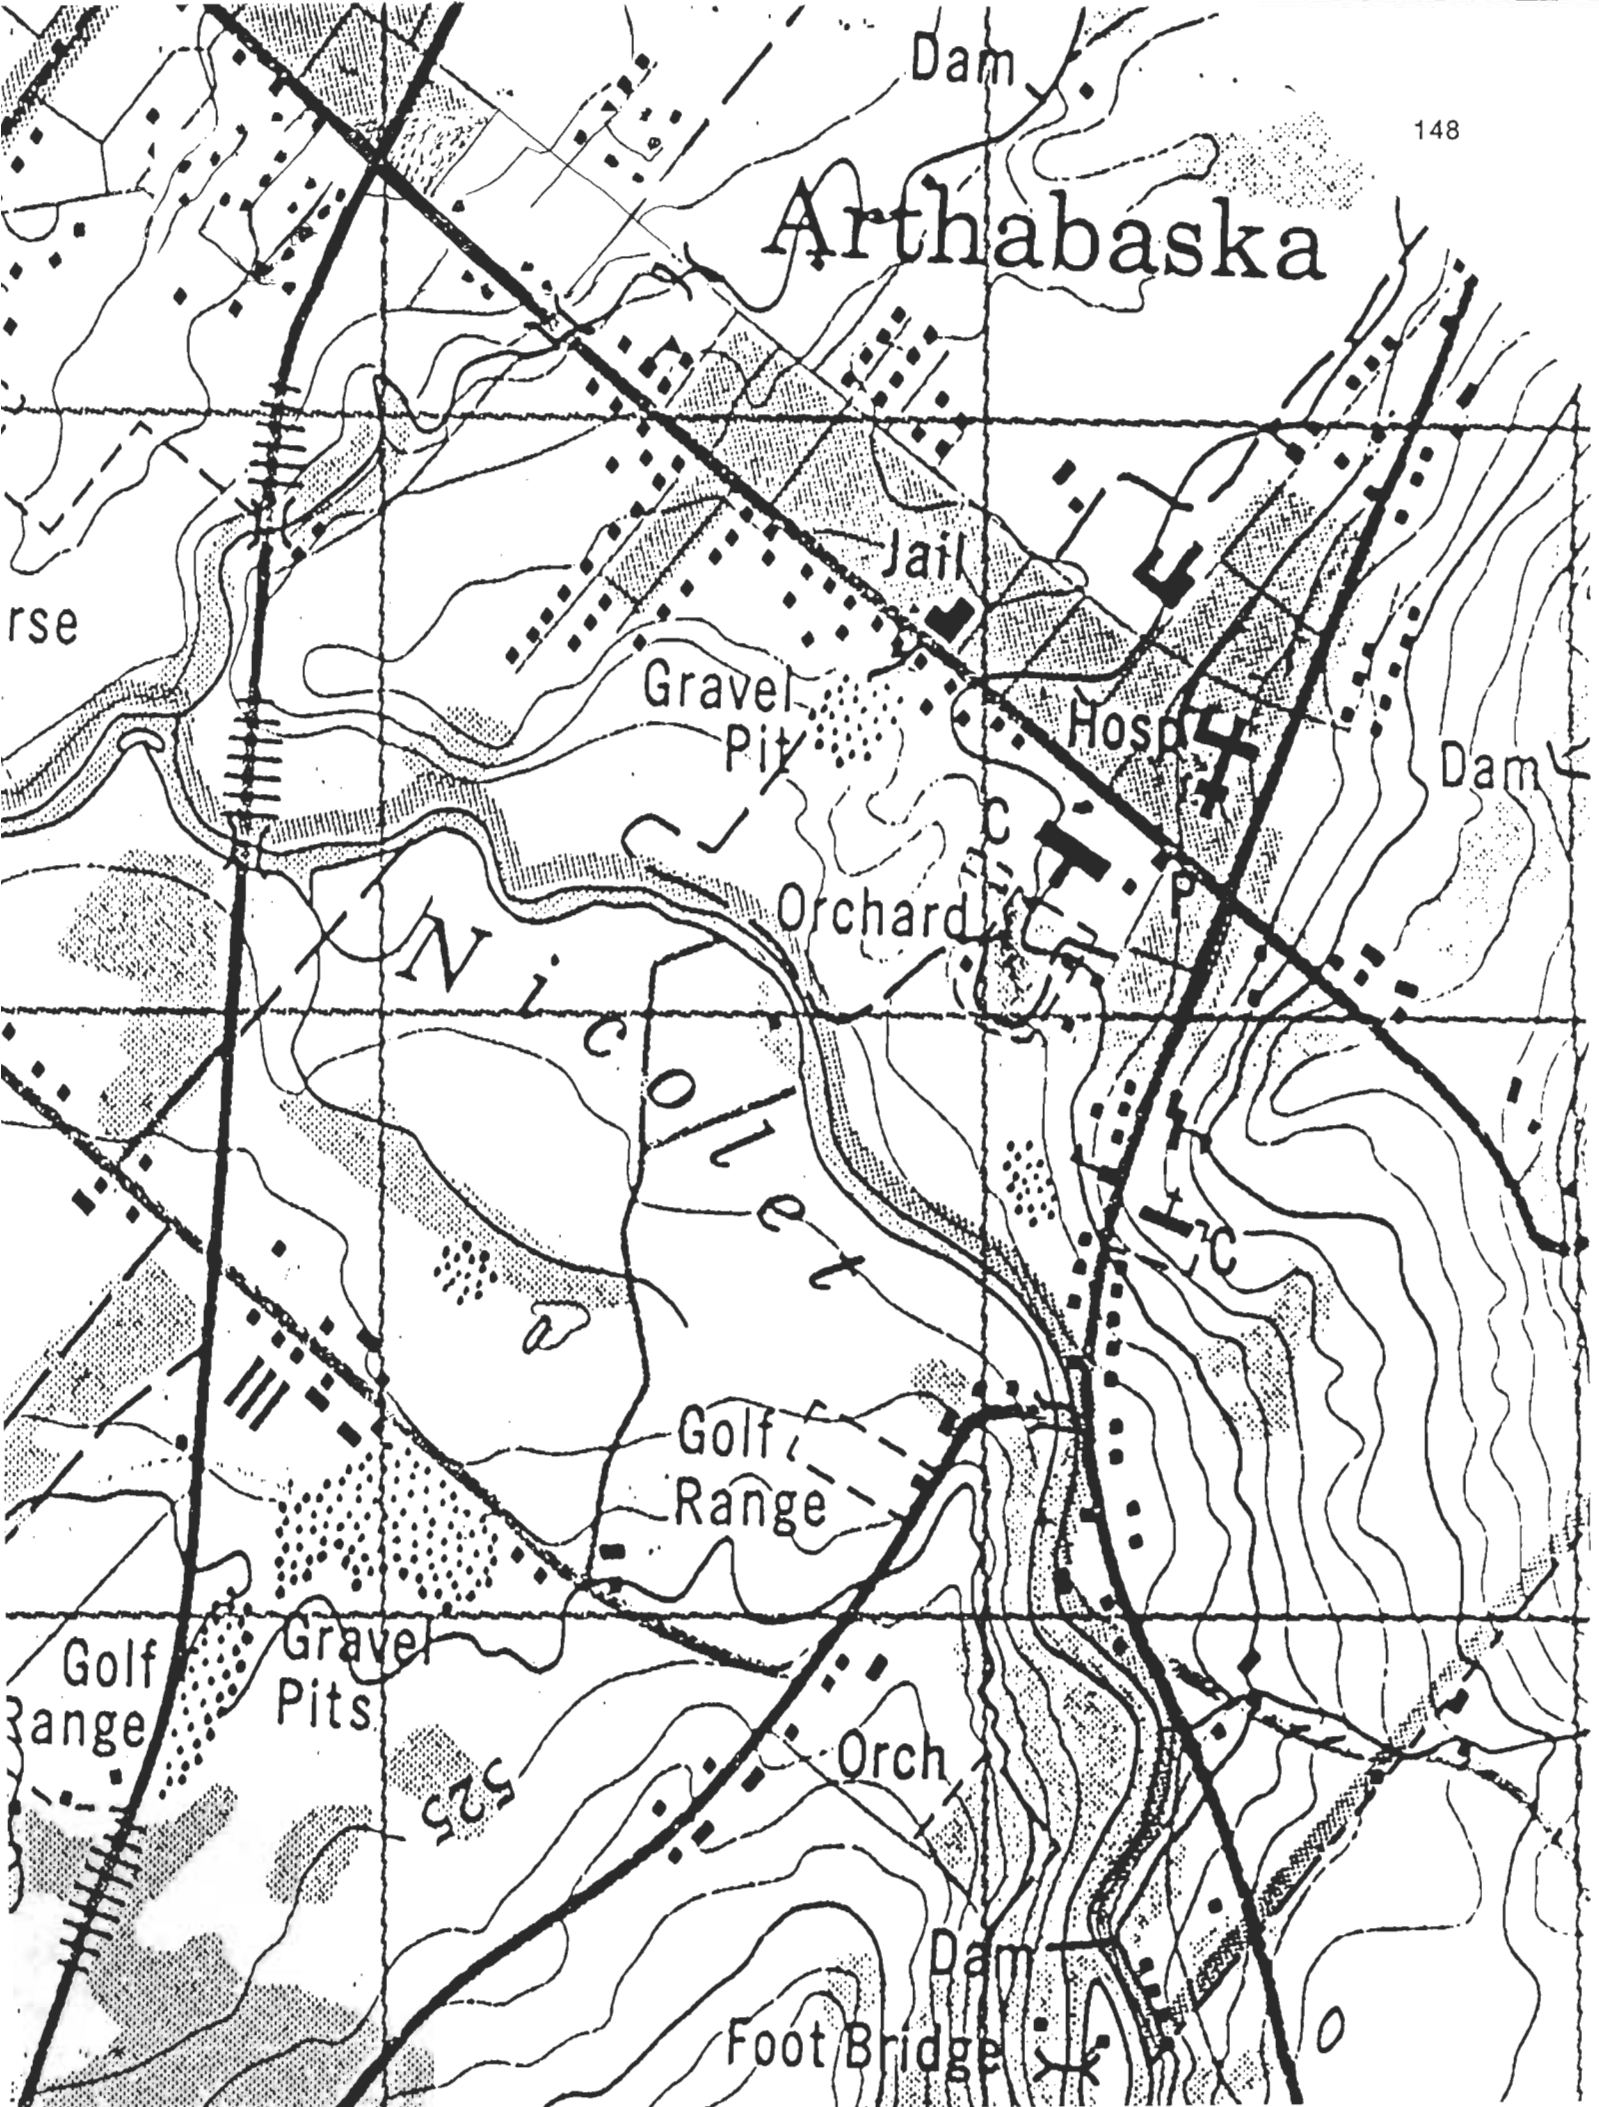 Dam
148
Arthabaska
Jail
rse
Gravel
Pit
Hosp
Dam
C
P
Orchard
Nicolet
C
Golf
Range
Golf
Range
Gravel
Pits
Orch
525
Dam
Foot Bridge